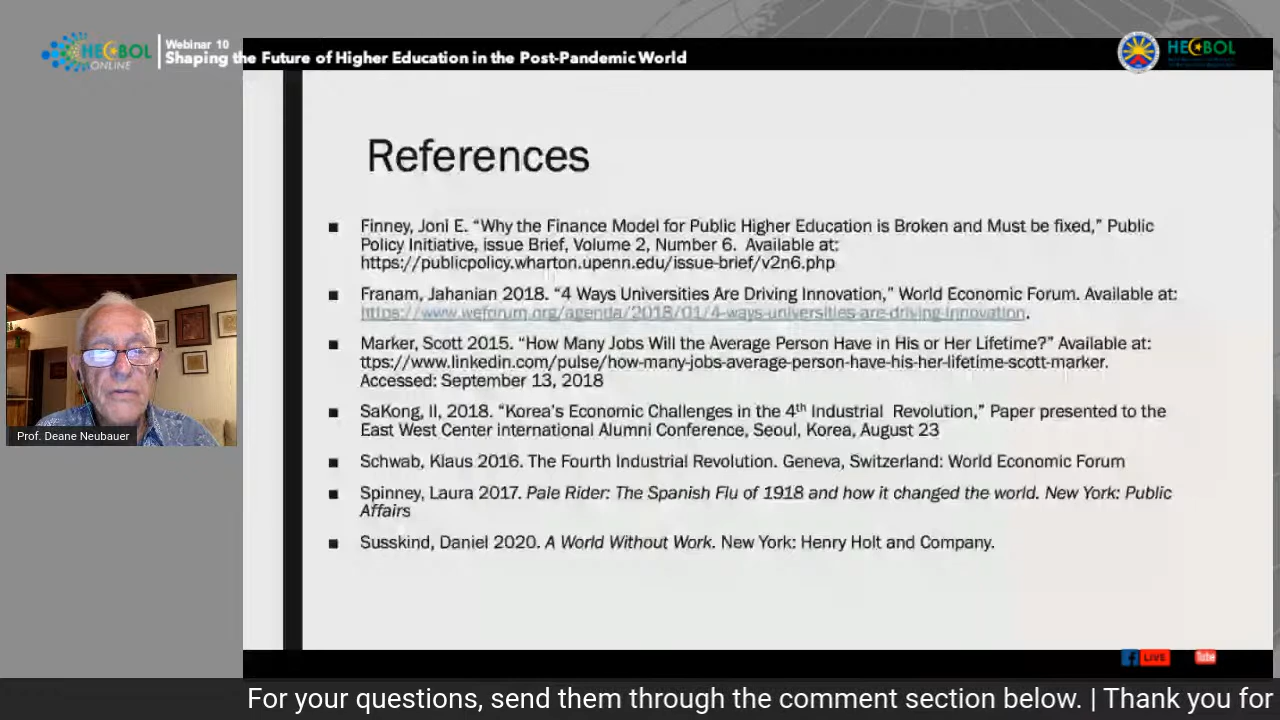 HECBOL
ONLINE
Webinar 10
Shaping the Future of Higher Education in the Post-Pandemic World
HECBOL
References
■ Finney, Joni E. “Why the Finance Model for Public Higher Education is Broken and Must be fixed,” Public
Policy Initiative, issue Brief, Volume 2, Number 6. Available at:
https://publicpolicy.wharton.upenn.edu/issue-brief/v2n6.php
■ Franam, Jahanian 2018. “4 Ways Universities Are Driving Innovation,” World Economic Forum. Available at:
https://www.weforum.org/agenda/2018/01/4-ways-universities-are-driving-innovation.
■ Marker, Scott 2015. “How Many Jobs Will the Average Person Have in His or Her Lifetime?” Available at:
ttps://www.linkedin.com/pulse/how-many-jobs-average-person-have-his-her-lifetime-scott-marker.
Accessed: September 13, 2018
■ SaKong, Il, 2018. “Korea’s Economic Challenges in the 4th Industrial Revolution,” Paper presented to the
East West Center international Alumni Conference, Seoul, Korea, August 23
■ Schwab, Klaus 2016. The Fourth Industrial Revolution. Geneva, Switzerland: World Economic Forum
■ Spinney, Laura 2017. Pale Rider: The Spanish Flu of 1918 and how it changed the world. New York: Public
Affairs
■ Susskind, Daniel 2020. A World Without Work. New York: Henry Holt and Company.
Prof. Deane Neubauer
f LIVE
Tube
For your questions, send them through the comment section below. | Thank you for